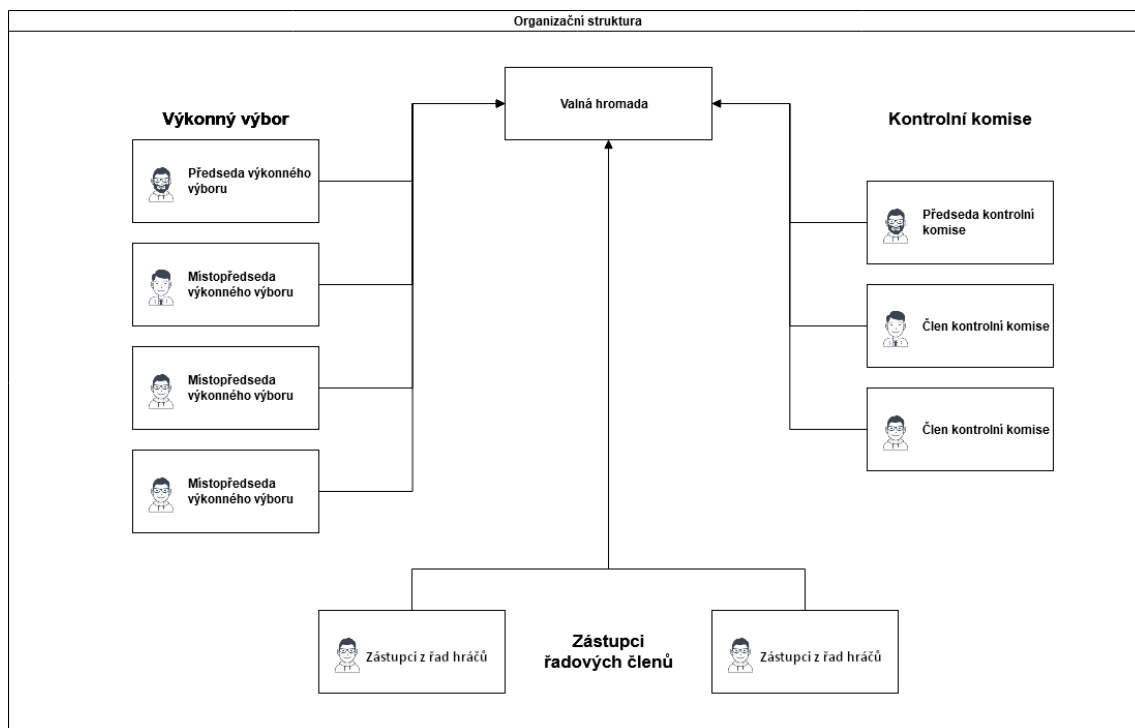 Organizační struktura
Valná hromada
Výkonný výbor
Předseda výkonného
výboru
Místopředseda
výkonného výboru
Místopředseda
výkonného výboru
Místopředseda
výkonného výboru
Kontrolní komise
Předseda kontrolní
komise
Člen kontrolní komise
Člen kontrolní komise
Zástupci z řad hráčů
Zástupci
řadových členů
Zástupci z řad hráčů